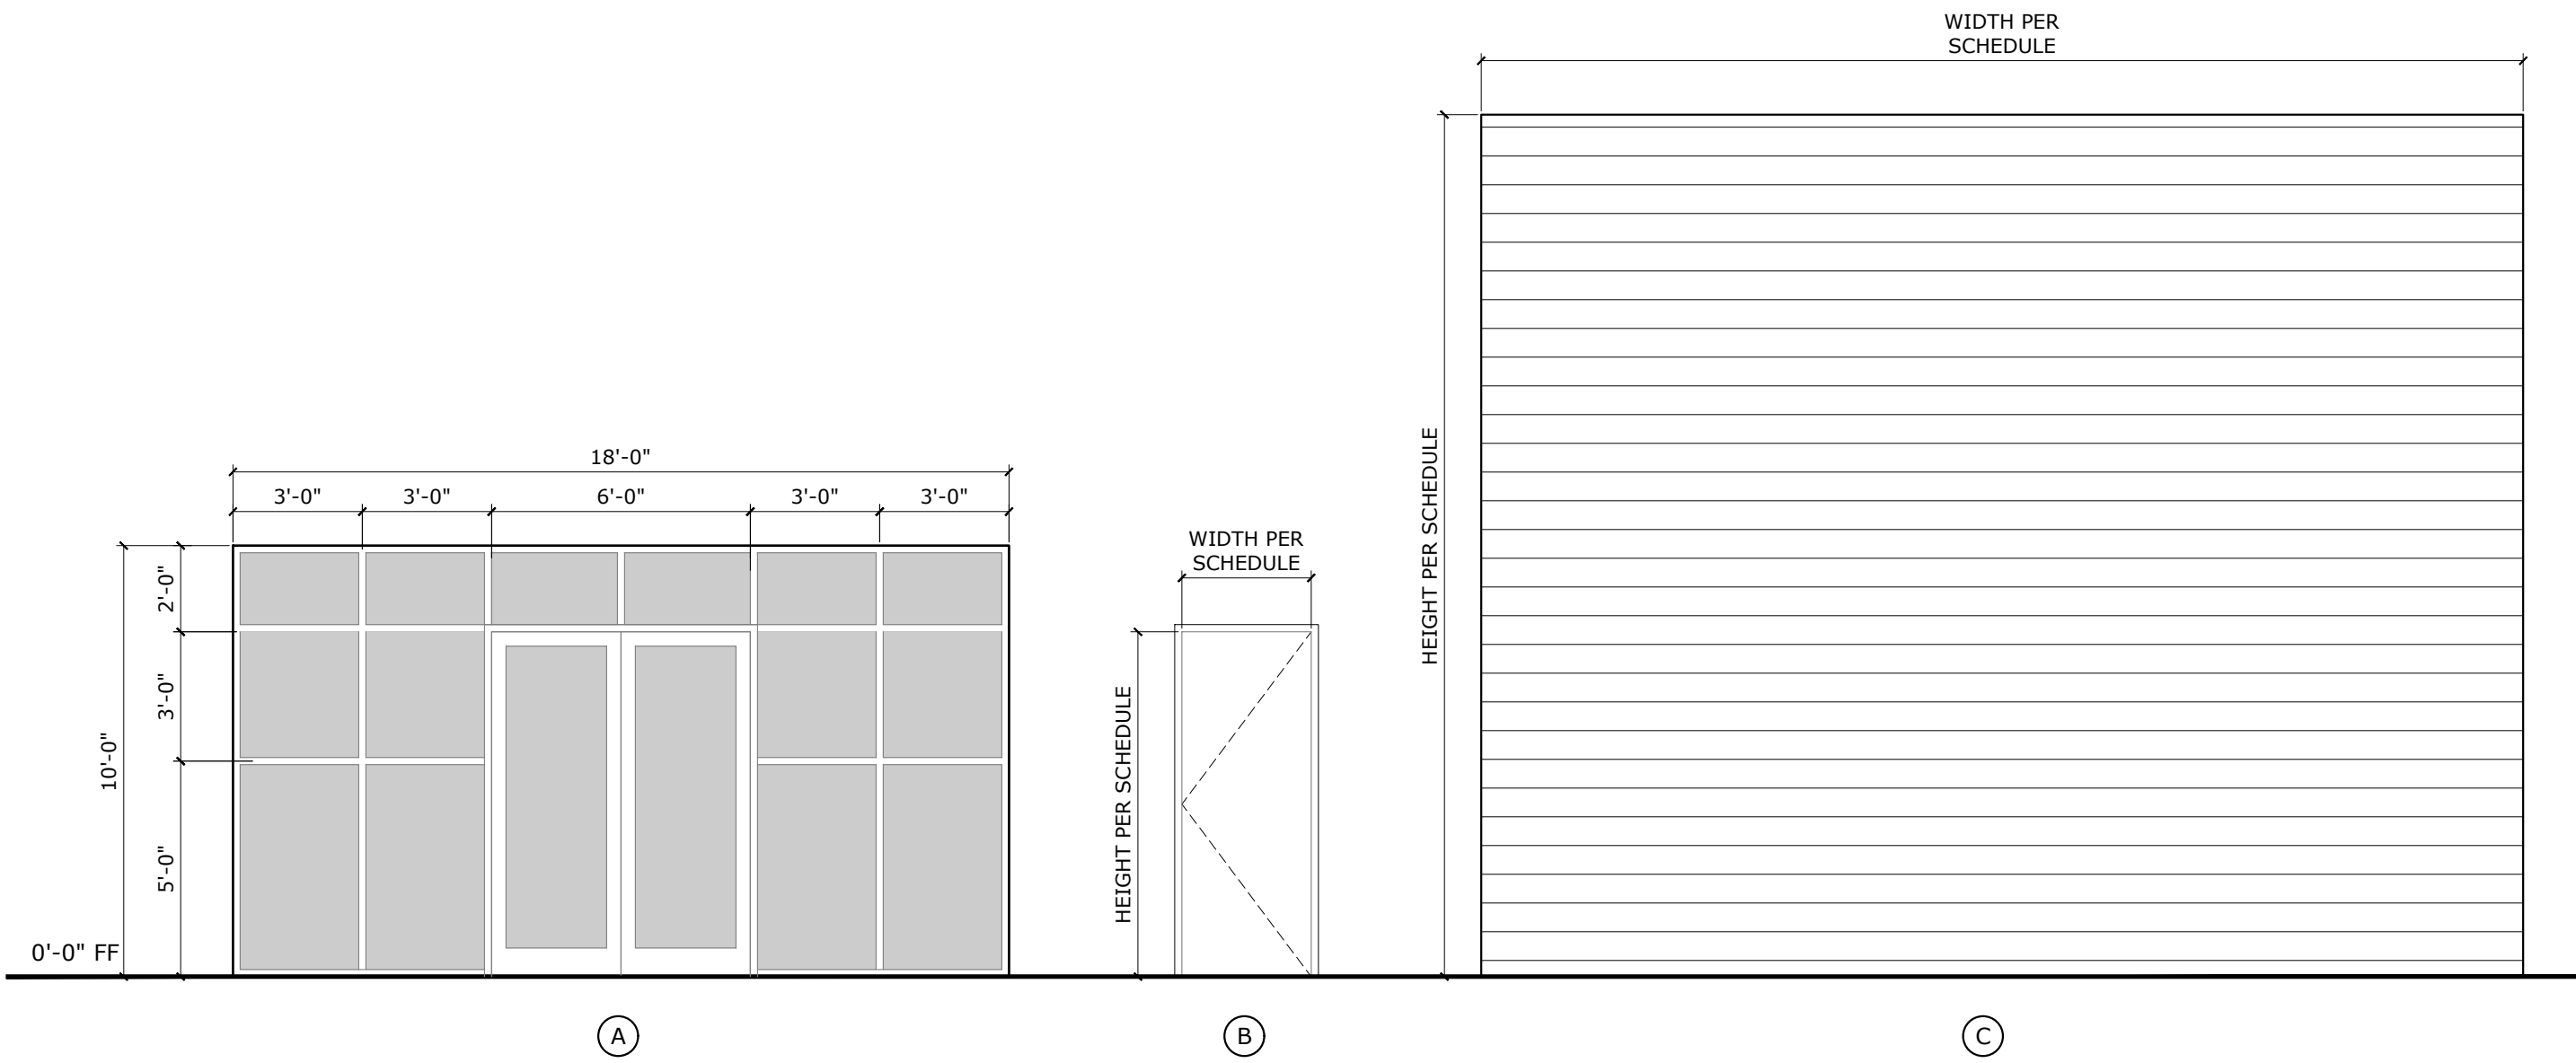 WIDTH PER
SCHEDULE
HEIGHT PER SCHEDULE
18'-0"
3'-0"
3'-0"
6'-0"
3'-0"
3'-0"
2'-0"
3'-0"
5'-0"
10'-0"
0'-0" FF
WIDTH PER
SCHEDULE
HEIGHT PER SCHEDULE
A
B
C